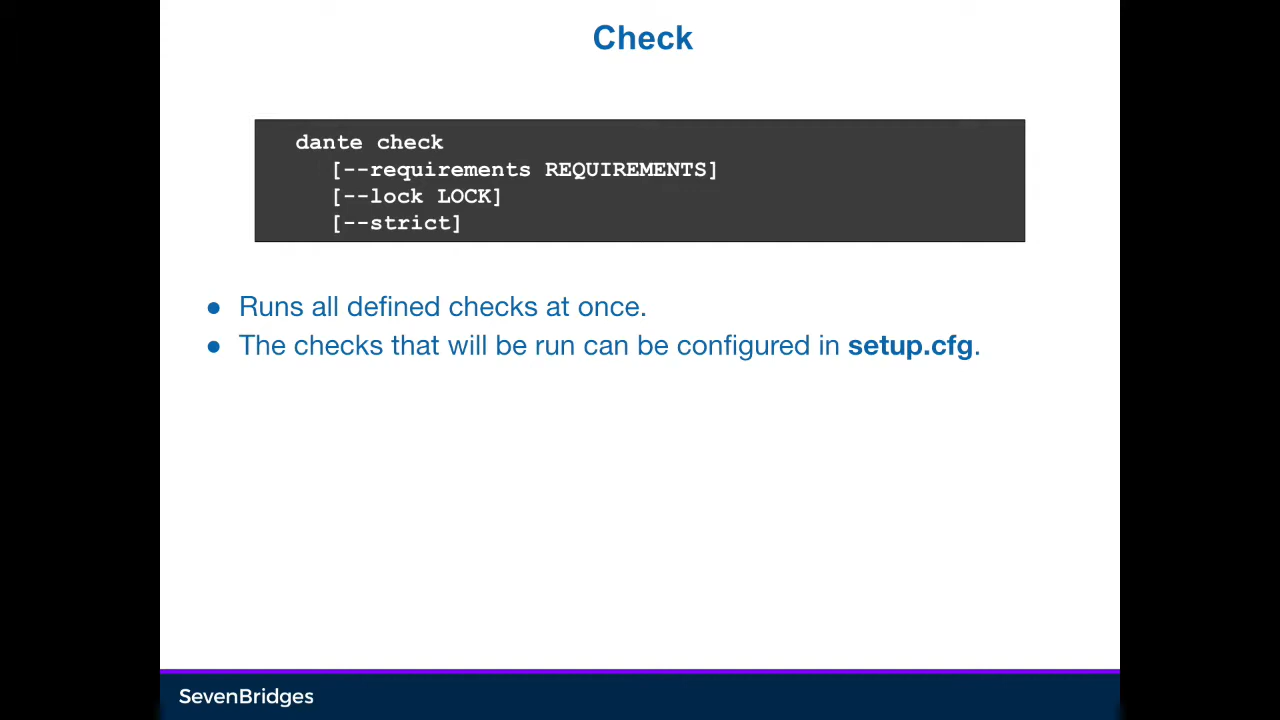 Check
dante check
[--requirements REQUIREMENTS]
[--lock LOCK]
[--strict]
● Runs all defined checks at once.
● The checks that will be run can be configured in setup.cfg.
SevenBridges